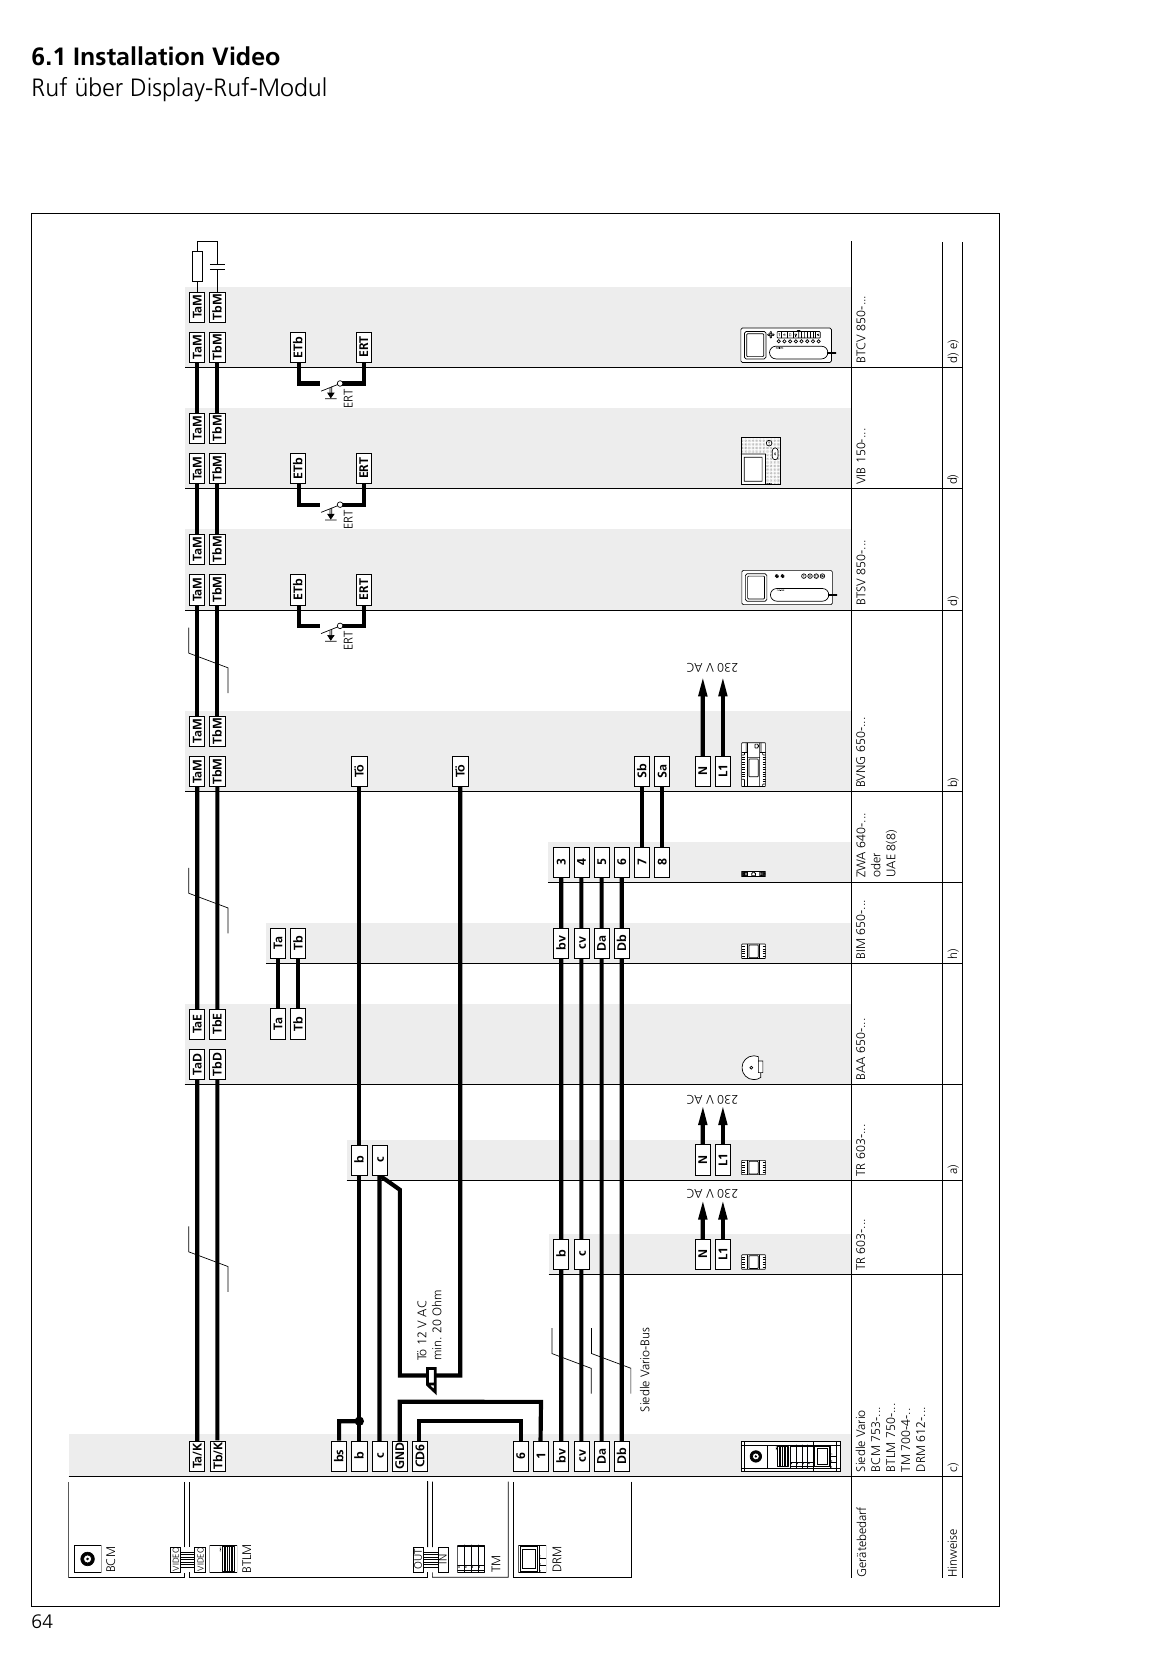 6.1 Installation Video
Ruf über Display-Ruf-Modul
TaM TaM TaM TaM TaM TaM TaM TaM TaE TaD Ta/K
TbM TbM TbM TbM TbM TbM TbM TbM TbE TbD Tb/K
ETb ERT ERT
ETb ERT ERT
ETb ERT ERT
230 V AC
Tö Tö Sb Sa N L1
3 4 5 6 7 8
Ta Tb bv cv Da Db
Ta Tb
230 V AC
b c N L1
230 V AC
b c N L1
Tö 12 V AC
min. 20 Ohm
Siedle Vario-Bus
bs b c GND CD6 6 1 bv cv Da Db
BCM
VIDEO
VIDEO
BTLM
OUT
IN
TM
DRM
Gerätebedarf
Siedle Vario
BCM 753-...
BTLM 750-...
TM 700-4-..
DRM 612-...
TR 603-...
TR 603-...
BAA 650-...
BIM 650-...
ZWA 640-...
oder
UAE 8(8)
BVNG 650-...
BTSV 850-...
VIB 150-...
BTCV 850-...
Hinweise
c)
a)
h)
b)
d)
d)
d) e)
64